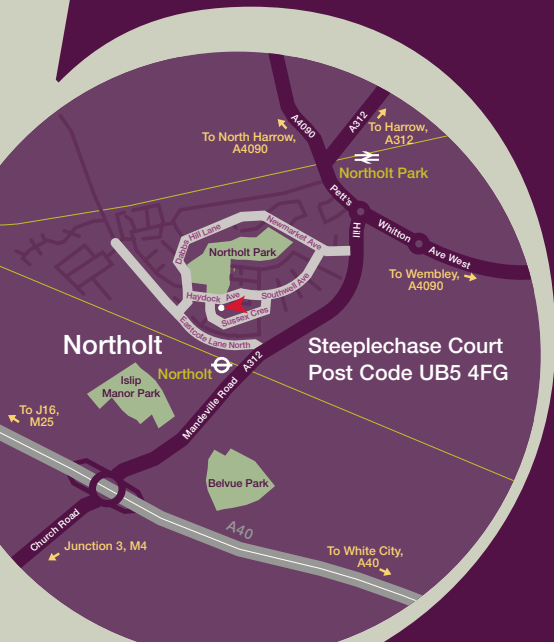 A4090
A312
To North Harrow,
A4090
To Harrow,
A312
Northolt Park
Pett's
Hill
Whitton
Ave West
Newmarket Ave
Dabbs Hill Lane
Northolt Park
To Wembley,
A4090
Haydock Ave
Southwell Ave
Sussex Cres
Eastcote Lane North
Northolt
Steeplechase Court
Post Code UB5 4FG
Northolt
A312
Islip
Manor Park
Mandeville Road
To J16,
M25
Belvue Park
Church Road
A40
Junction 3, M4
To White City,
A40